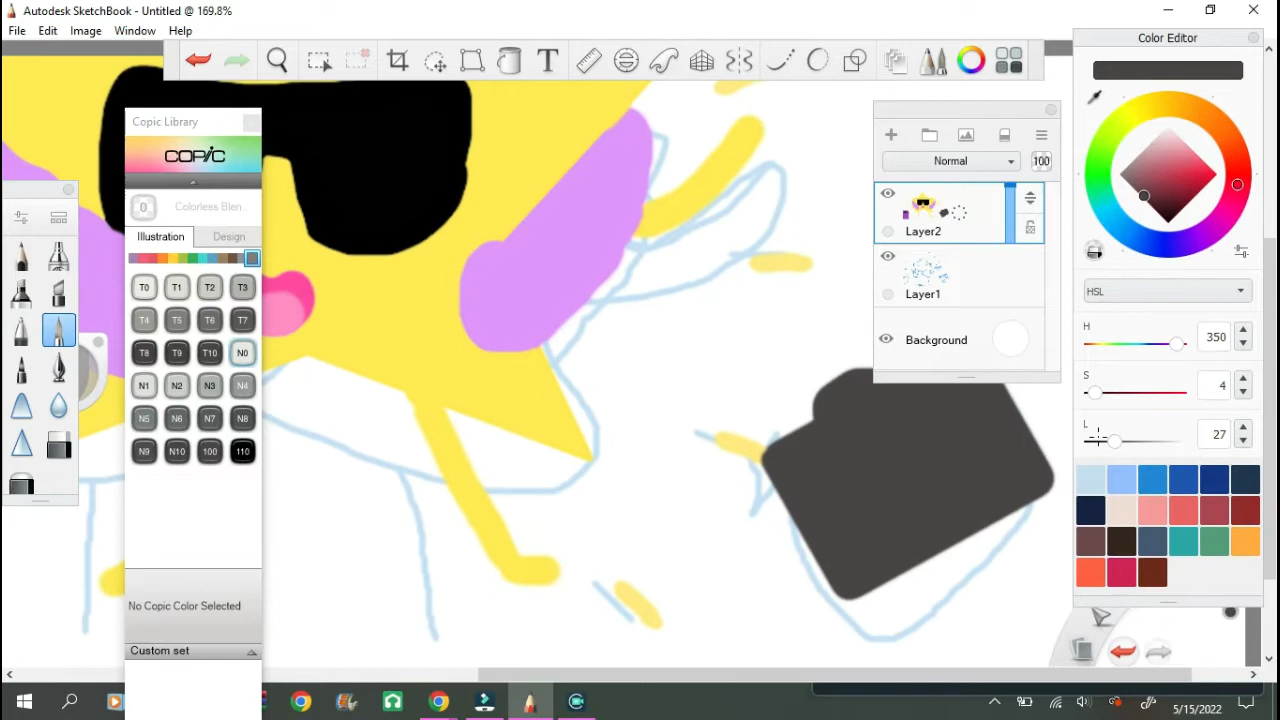 Autodesk SketchBook - Untitled @ 169.8%
File Edit Image Window Help
T
Color Editor
Copic Library
COPIC
Normal 100
0 Colorless Blen..
Illustration Design
Layer2
T0 T1 T2 T3
Layer1
HSL
T4 T5 T6 T7
H 350
Background
T8 T9 T10 N0
N1 N2 N3 N4
S 4
N5 N6 N7 N8
L 27
N9 N10 100 110
No Copic Color Selected
Custom set
5/15/2022